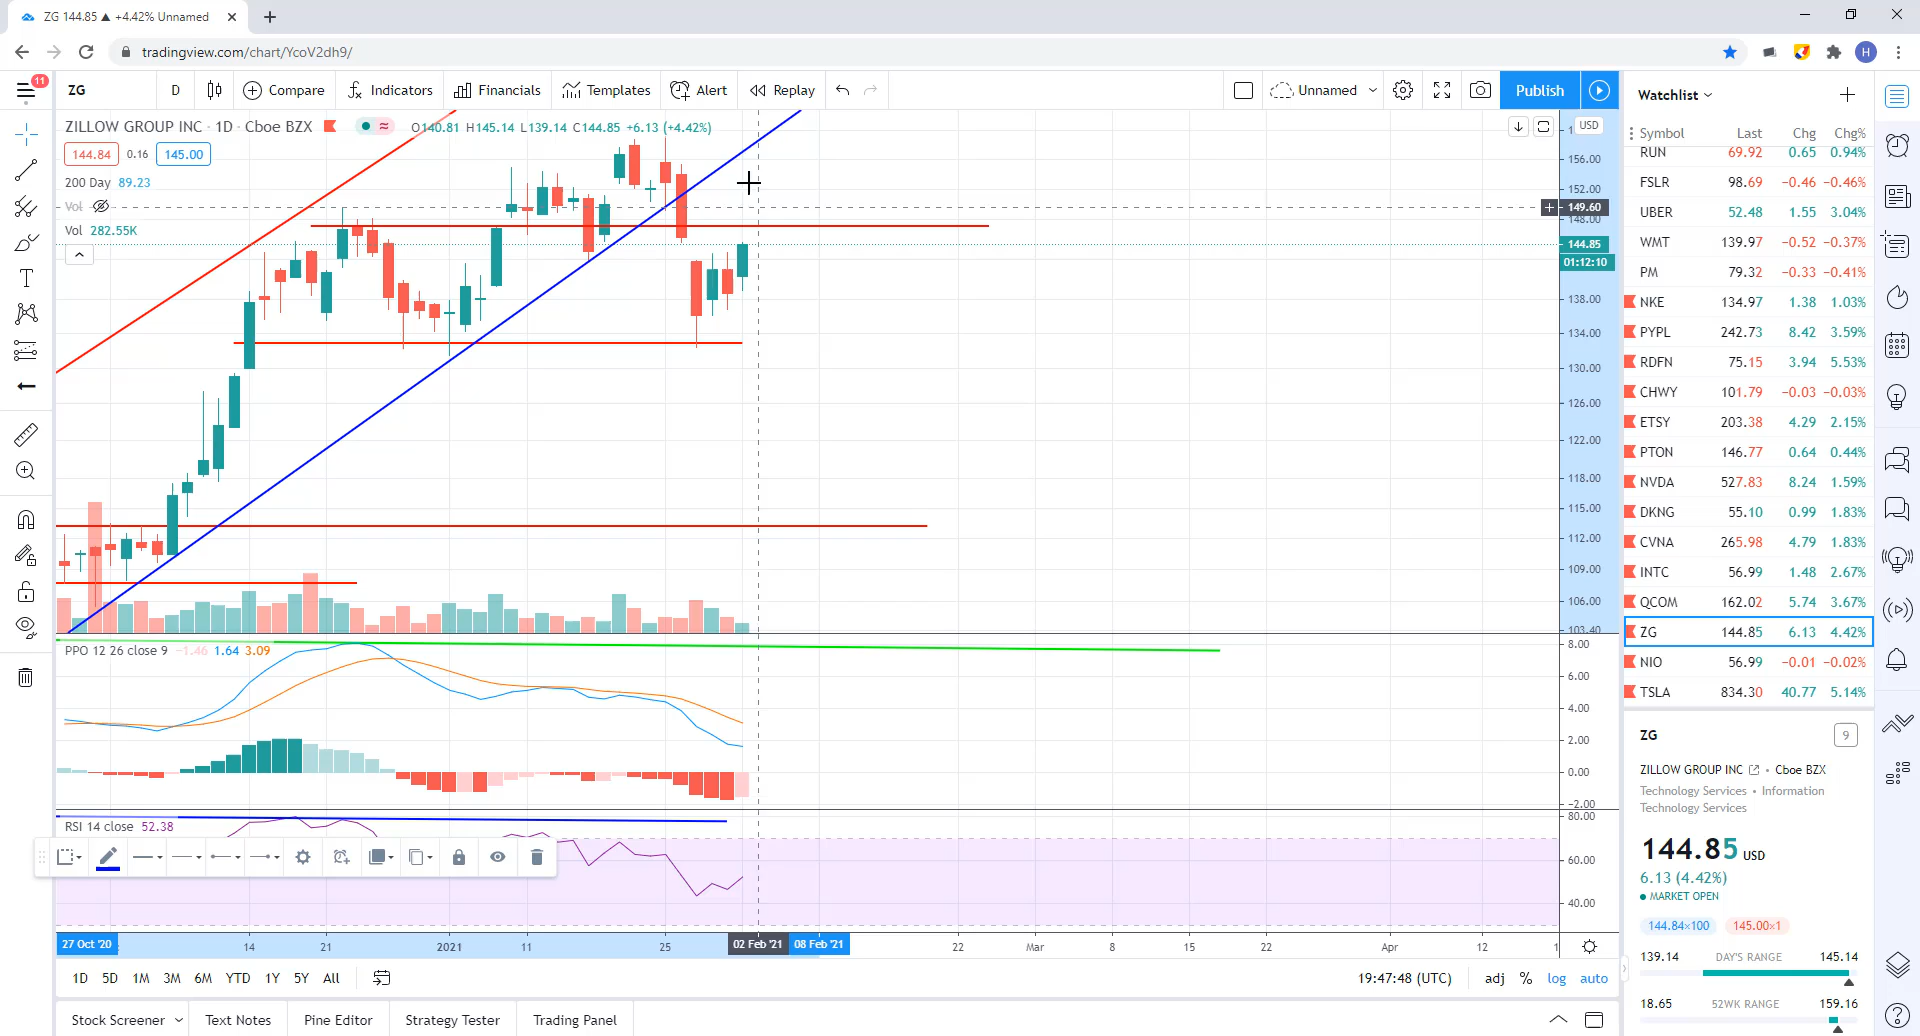 ZG 144.85 ▲ +4.42% Unnamed
tradingview.com/chart/YcoV2dh9/
H
11
ZG
D
Compare
Indicators
Financials
Templates
Alert
Replay
Unnamed
Publish
ZILLOW GROUP INC · 1D · Cboe BZX
O140.81 H145.14 L139.14 C144.85 +6.13 (+4.42%)
144.84 0.16 145.00
200 Day 89.23
Vol
Vol 282.55K
USD
156.00
152.00
149.60
148.00
144.85
01:12:10
138.00
134.00
130.00
126.00
122.00
118.00
115.00
112.00
109.00
106.00
103.40
PPO 12 26 close 9 −1.46 1.64 3.09
8.00
6.00
4.00
2.00
0.00
−2.00
RSI 14 close 52.38
80.00
60.00
40.00
27 Oct '20 14 21 2021 11 25 02 Feb '21 08 Feb '21 22 Mar 8 15 22 Apr 12
1D 5D 1M 3M 6M YTD 1Y 5Y All
19:47:48 (UTC) adj % log auto
Stock Screener Text Notes Pine Editor Strategy Tester Trading Panel
Watchlist
Symbol Last Chg Chg%
RUN 69.92 0.65 0.94%
FSLR 98.69 −0.46 −0.46%
UBER 52.48 1.55 3.04%
WMT 139.97 −0.52 −0.37%
PM 79.32 −0.33 −0.41%
NKE 134.97 1.38 1.03%
PYPL 242.73 8.42 3.59%
RDFN 75.15 3.94 5.53%
CHWY 101.79 −0.03 −0.03%
ETSY 203.38 4.29 2.15%
PTON 146.77 0.64 0.44%
NVDA 527.83 8.24 1.59%
DKNG 55.10 0.99 1.83%
CVNA 265.98 4.79 1.83%
INTC 56.99 1.48 2.67%
QCOM 162.02 5.74 3.67%
ZG 144.85 6.13 4.42%
NIO 56.99 −0.01 −0.02%
TSLA 834.30 40.77 5.14%
ZG 9
ZILLOW GROUP INC • Cboe BZX
Technology Services • Information
Technology Services
144.85 USD
6.13 (4.42%)
MARKET OPEN
144.84×100 145.00×1
139.14 DAY'S RANGE 145.14
18.65 52WK RANGE 159.16